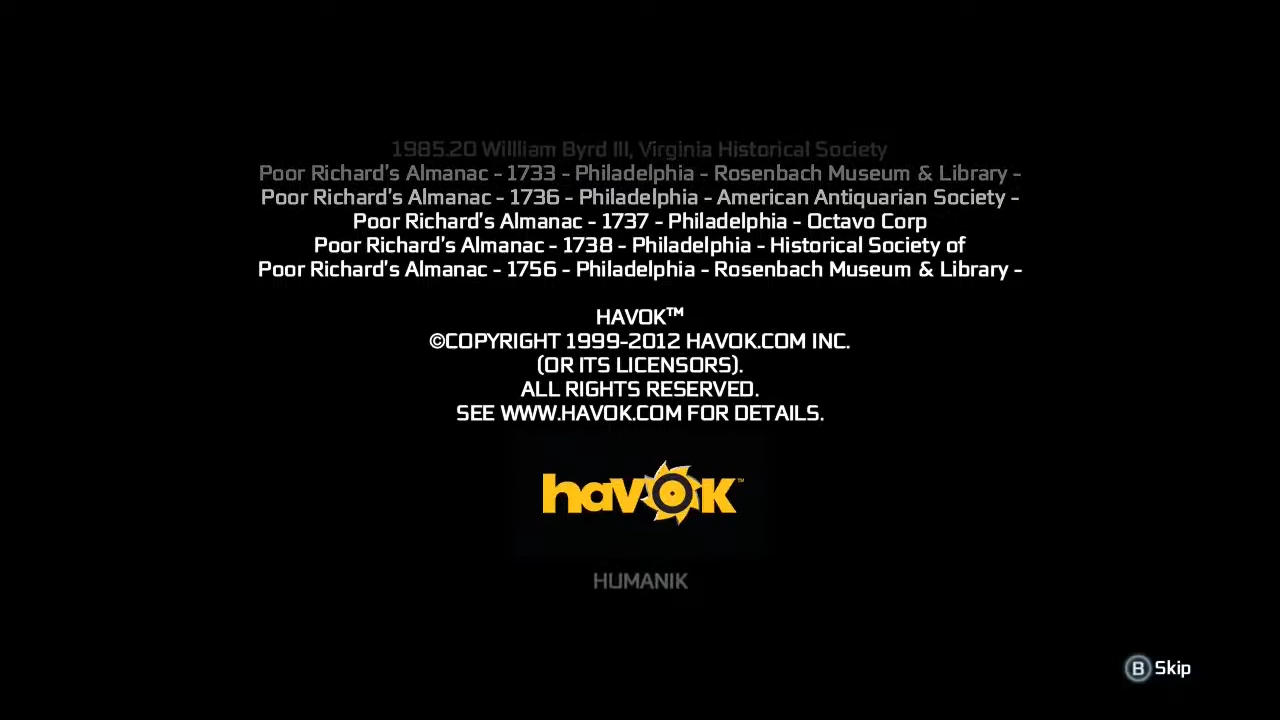 1985.20 Willliam Byrd III, Virginia Historical Society
Poor Richard's Almanac - 1733 - Philadelphia - Rosenbach Museum & Library -
Poor Richard's Almanac - 1736 - Philadelphia - American Antiquarian Society -
Poor Richard's Almanac - 1737 - Philadelphia - Octavo Corp
Poor Richard's Almanac - 1738 - Philadelphia - Historical Society of
Poor Richard's Almanac - 1756 - Philadelphia - Rosenbach Museum & Library -
HAVOK™
©COPYRIGHT 1999-2012 HAVOK.COM INC.
(OR ITS LICENSORS).
ALL RIGHTS RESERVED.
SEE WWW.HAVOK.COM FOR DETAILS.
havok™
HUMANIK
B Skip